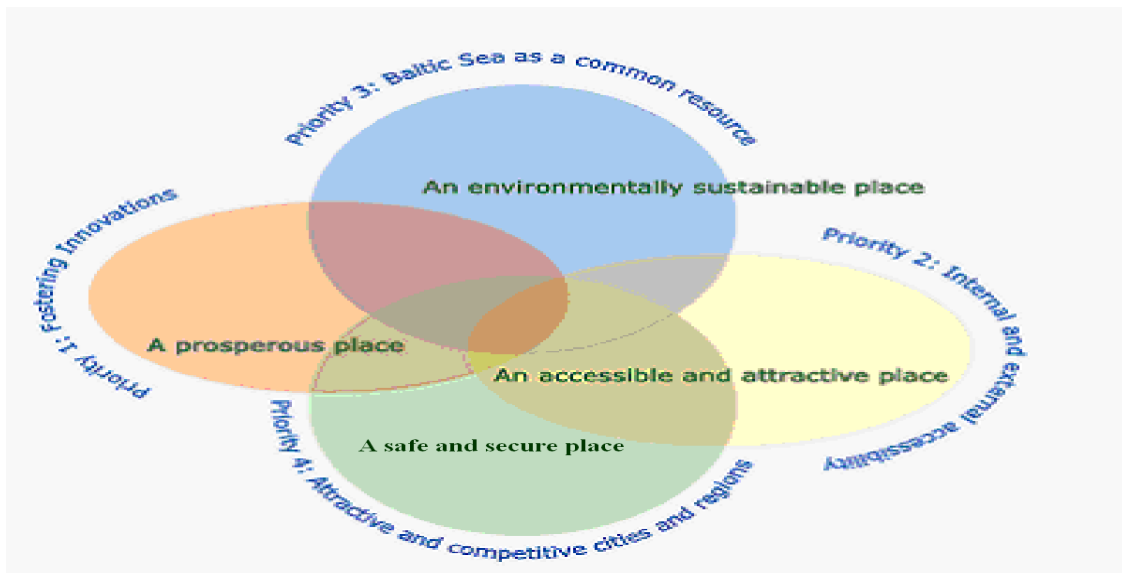 Priority 3: Baltic Sea as a common resource
An environmentally sustainable place
priority 1: Fostering Innovations
Priority 2: Internal and external accessibility
A prosperous place
An accessible and attractive place
A safe and secure place
Priority 4: Attractive and competitive cities and regions